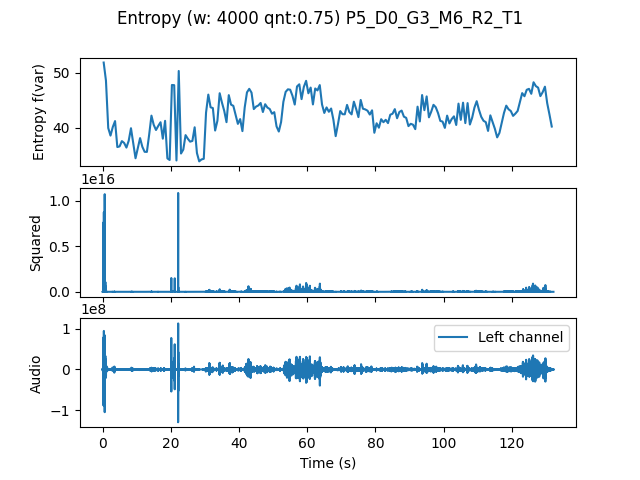 Entropy (w: 4000 qnt:0.75) P5_D0_G3_M6_R2_T1
Entropy f(var)
50
40
1e16
Squared
1.0
0.5
0.0
1e8
Audio
1
0
−1
Left channel
0 20 40 60 80 100 120
Time (s)